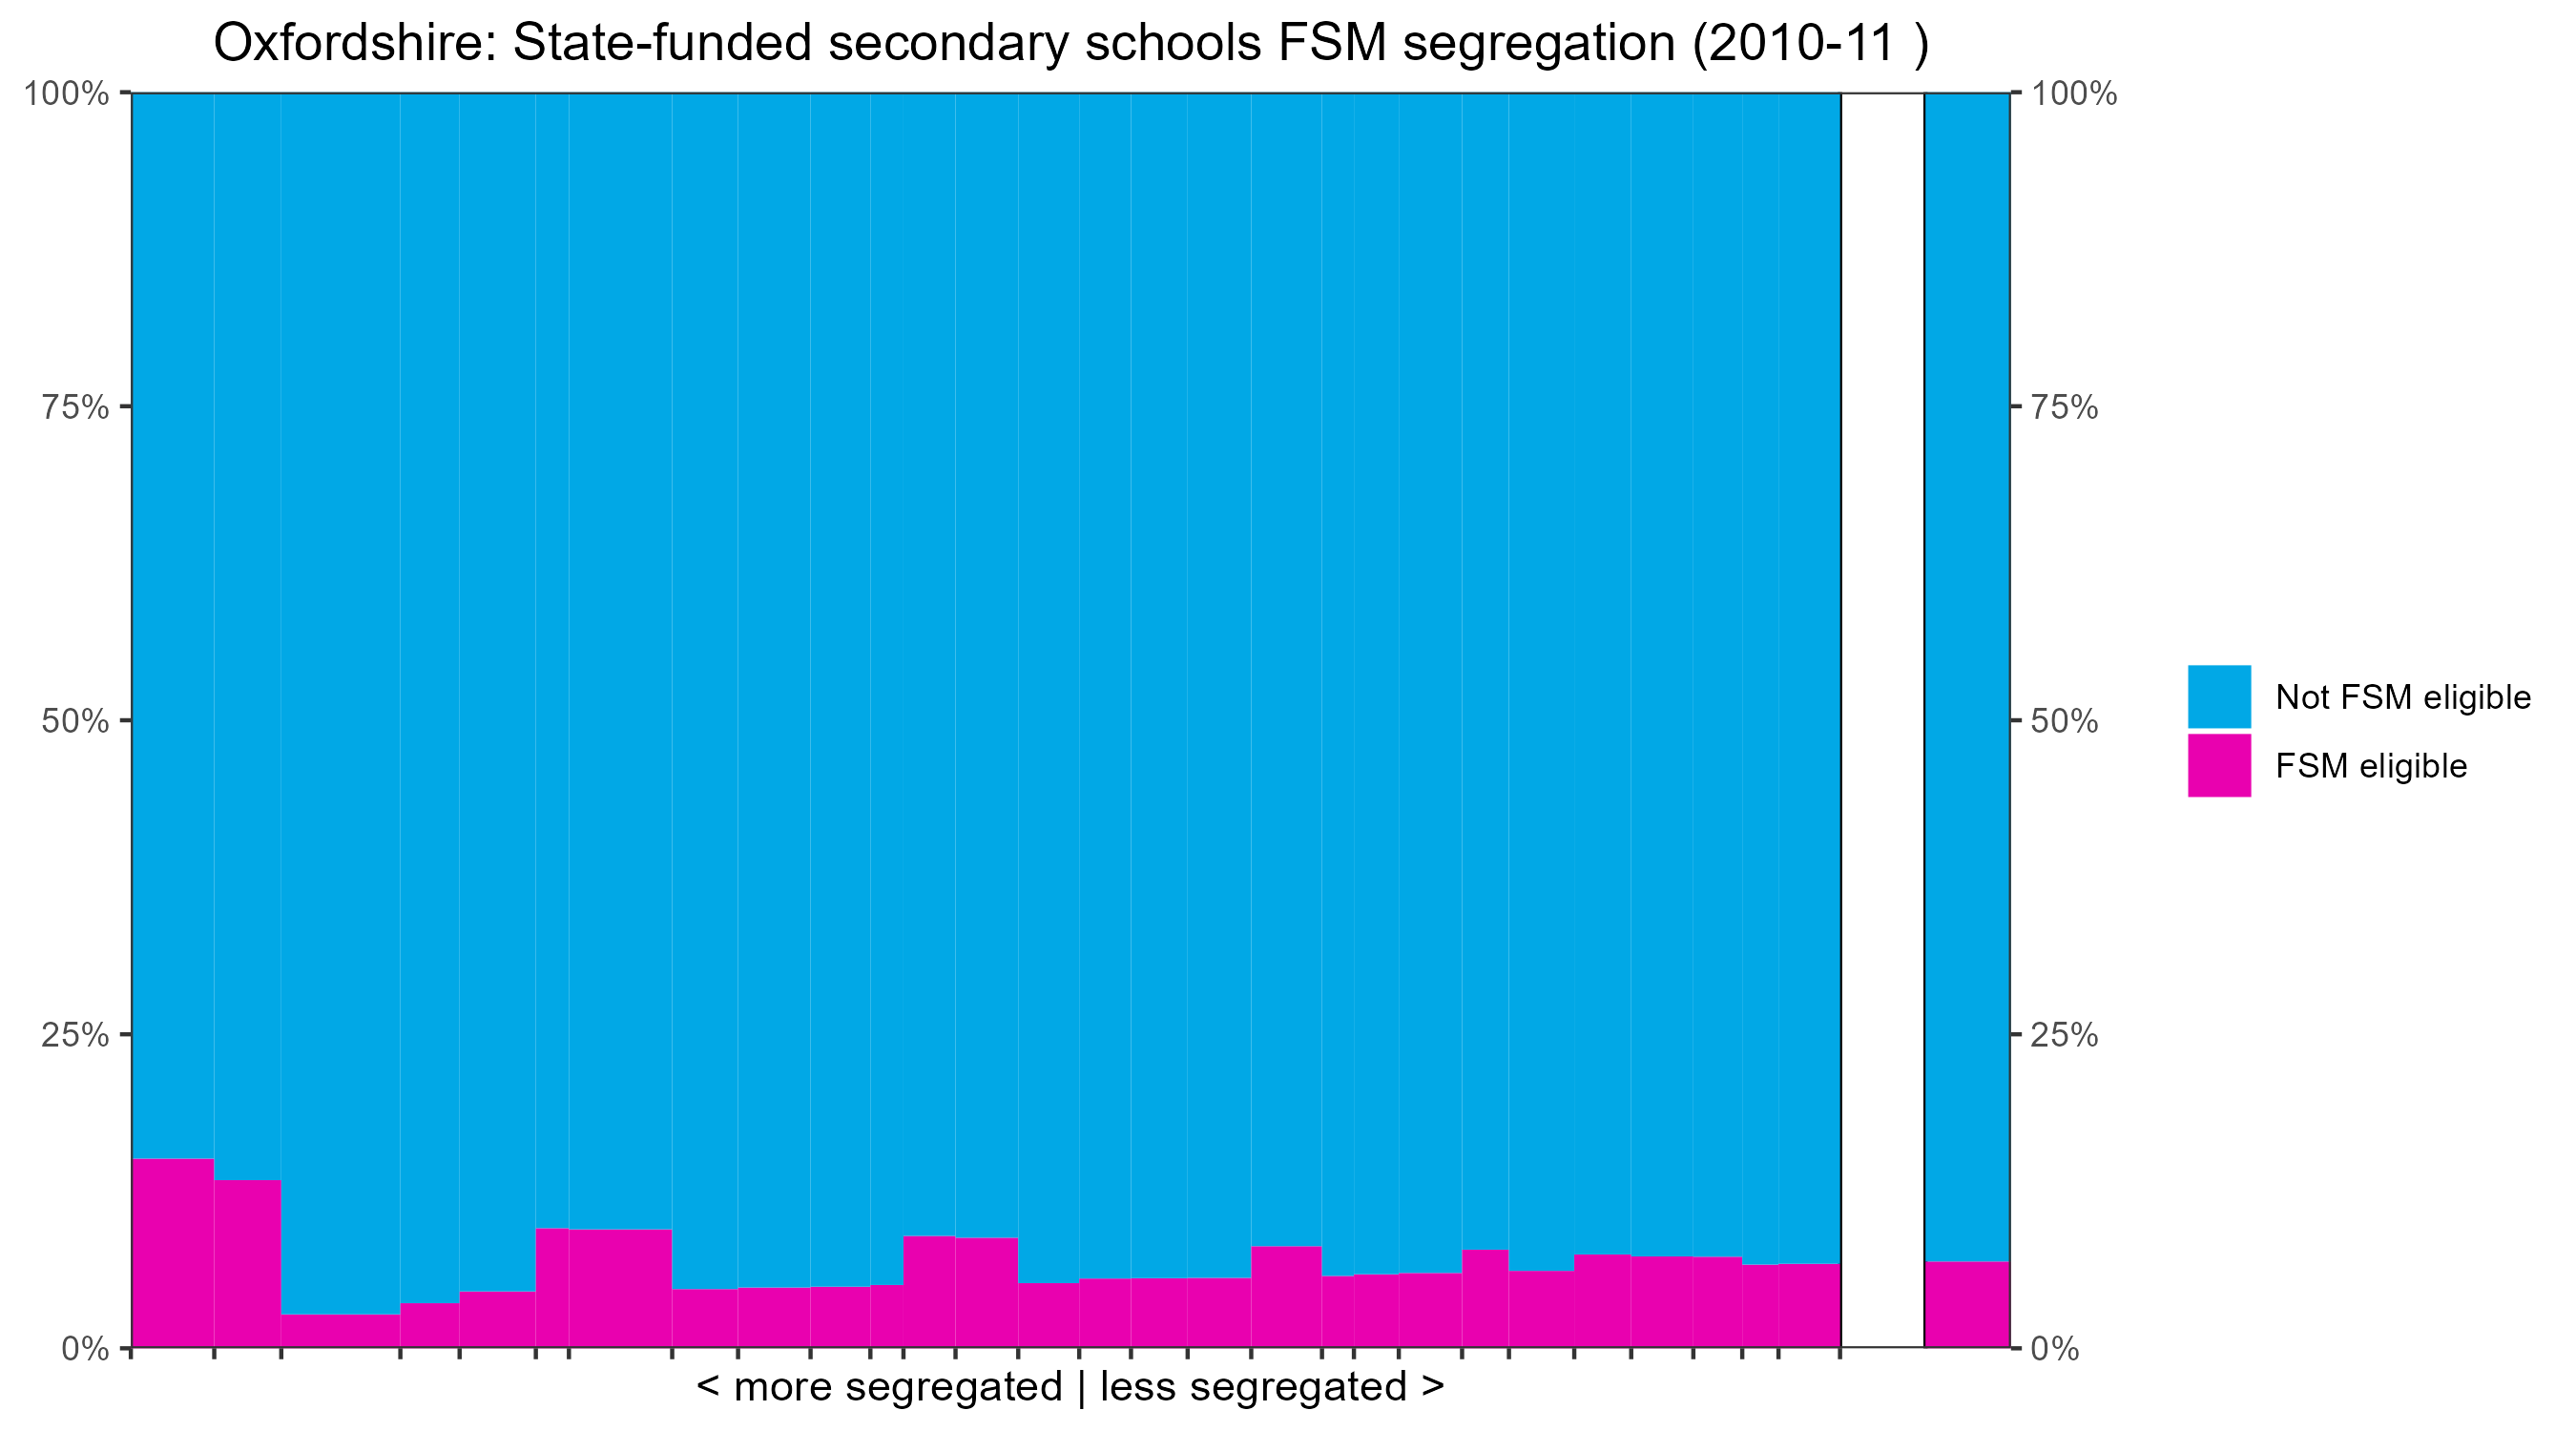 Oxfordshire: State-funded secondary schools FSM segregation (2010-11 )
100%
100%
75%
75%
50%
50%
25%
25%
0%
0%
Not FSM eligible
FSM eligible
< more segregated | less segregated >